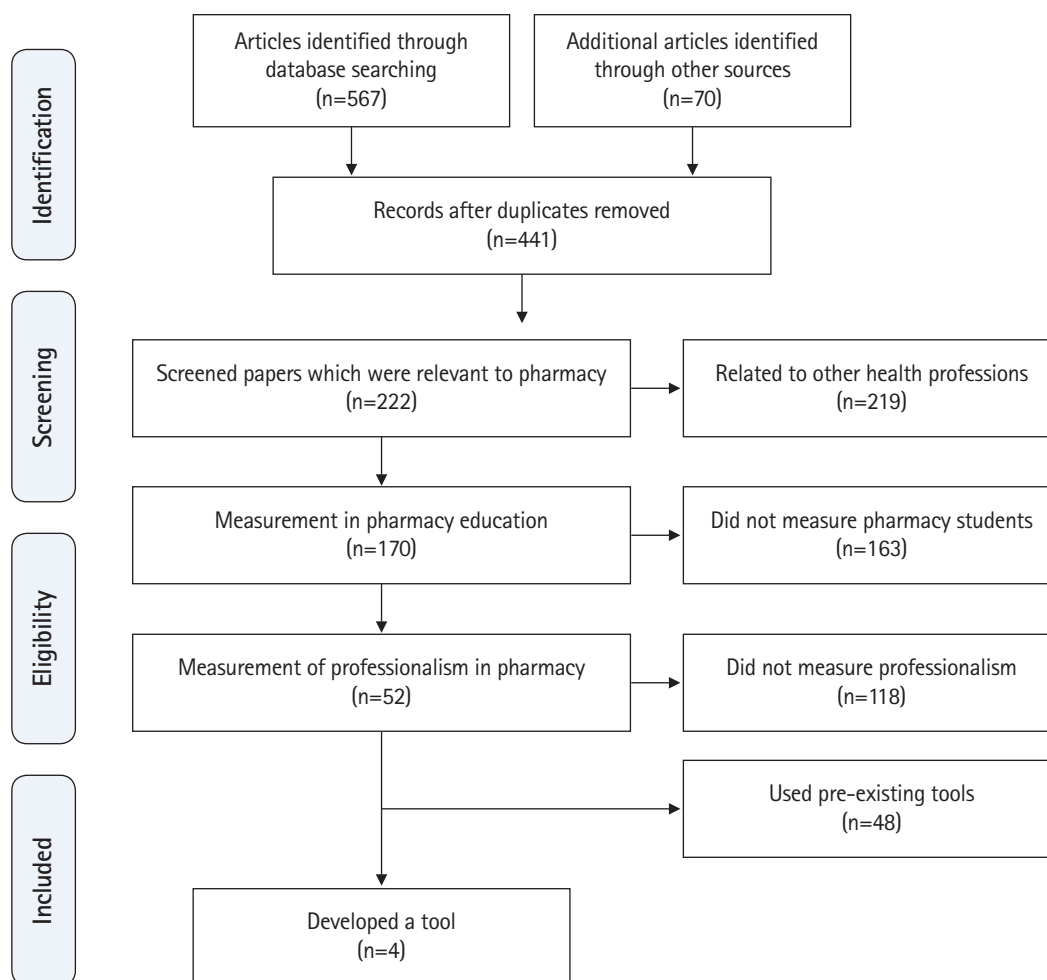 Identification
Articles identified through
database searching
(n=567)
Additional articles identified
through other sources
(n=70)
Records after duplicates removed
(n=441)
Screening
Screened papers which were relevant to pharmacy
(n=222)
Related to other health professions
(n=219)
Eligibility
Measurement in pharmacy education
(n=170)
Did not measure pharmacy students
(n=163)
Measurement of professionalism in pharmacy
(n=52)
Did not measure professionalism
(n=118)
Included
Used pre-existing tools
(n=48)
Developed a tool
(n=4)